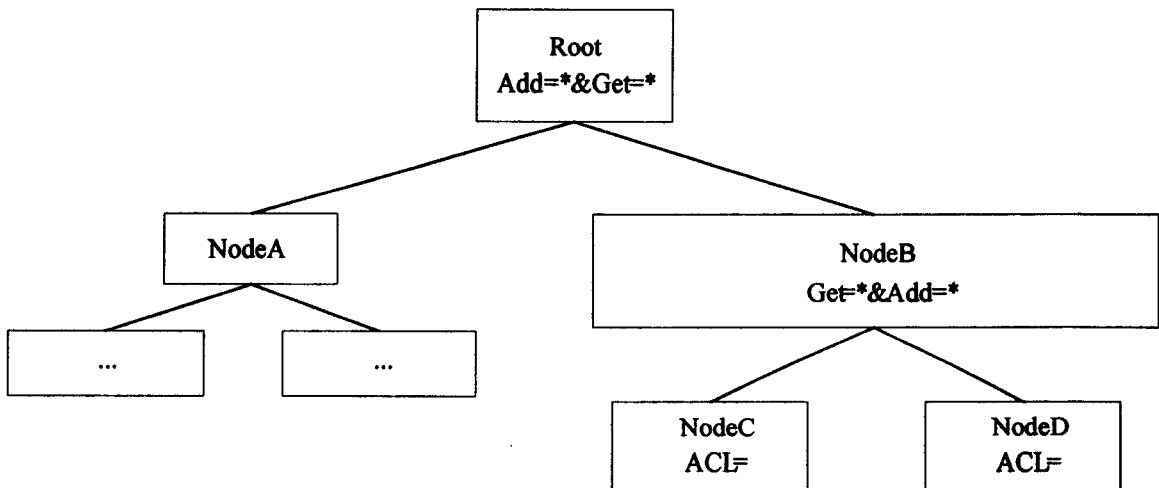 Root
Add=*&Get=*
NodeA
NodeB
Get=*&Add=*
...
...
NodeC
ACL=
NodeD
ACL=